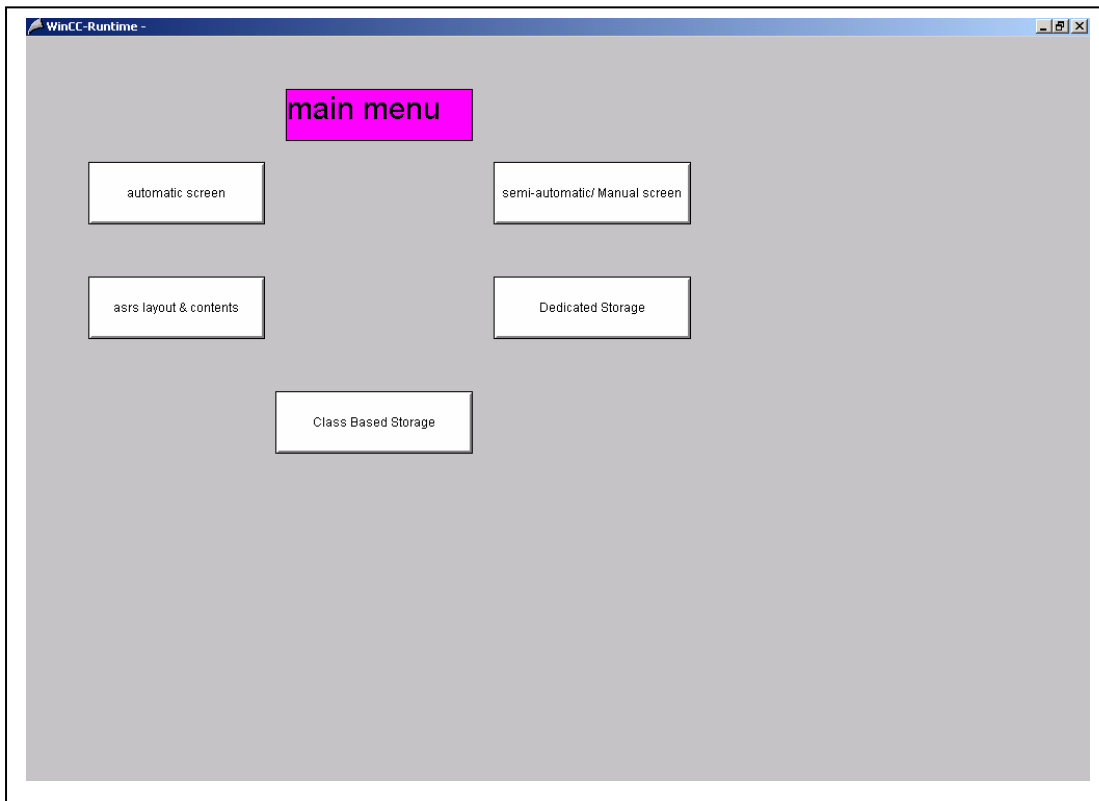 WinCC-Runtime -
main menu
automatic screen
semi-automatic/ Manual screen
asrs layout & contents
Dedicated Storage
Class Based Storage